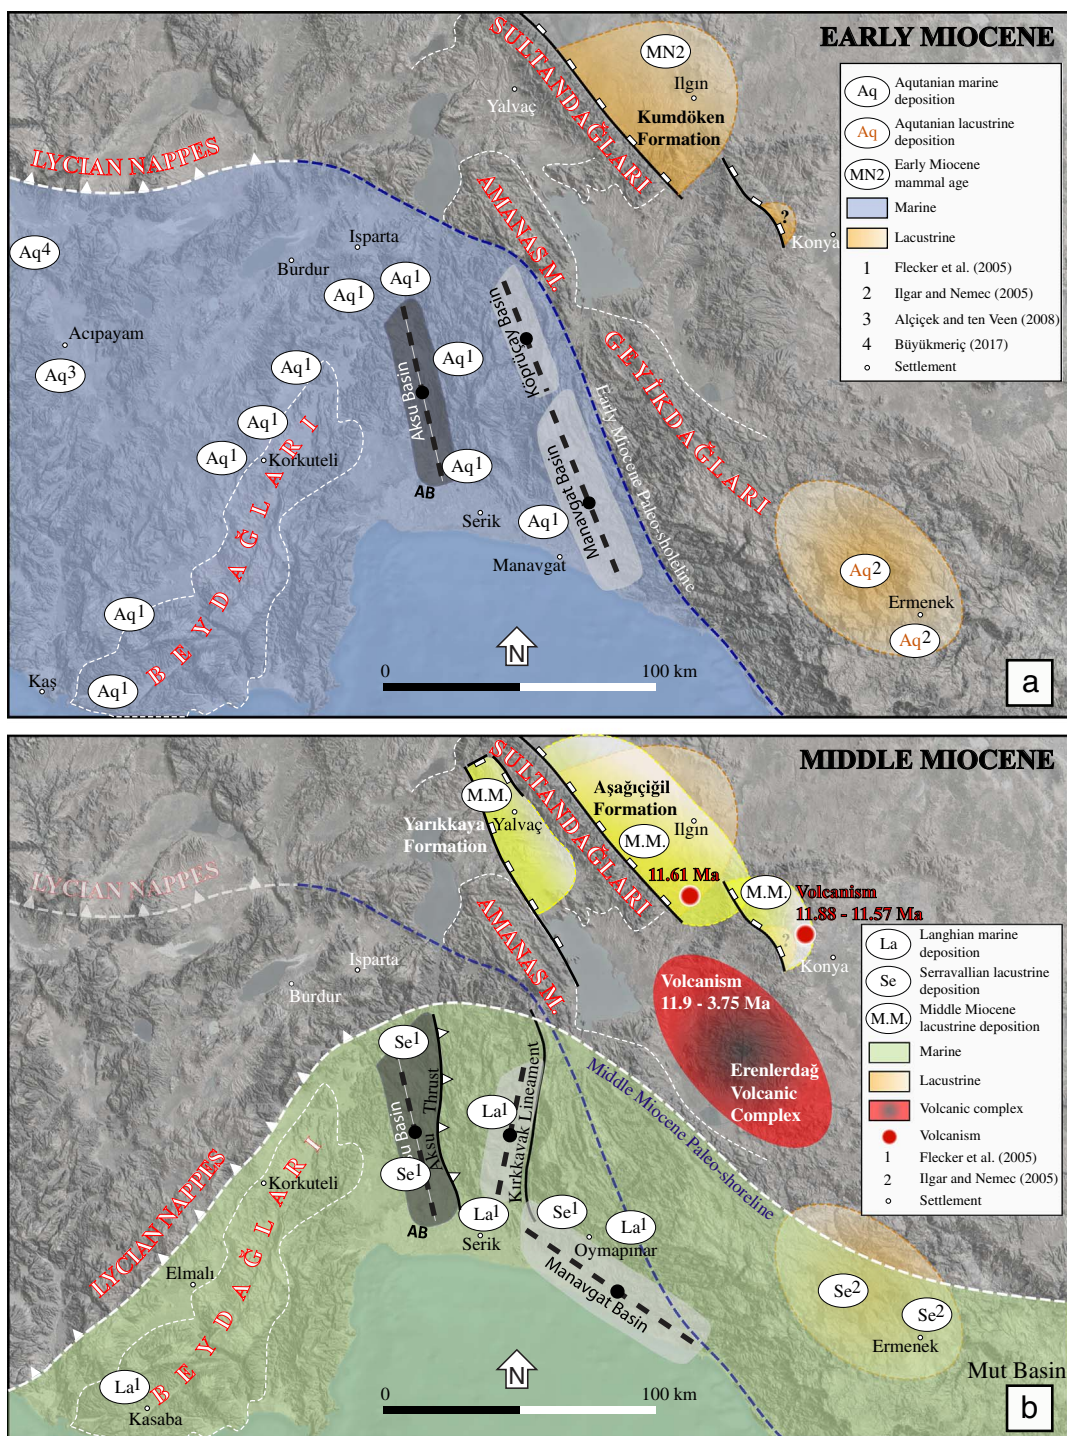 EARLY MIOCENE
Aq Aqutanian marine
deposition
Aq Aqutanian lacustrine
deposition
MN2 Early Miocene
mammal age
Marine
Lacustrine
1 Flecker et al. (2005)
2 Ilgar and Nemec (2005)
3 Alçiçek and ten Veen (2008)
4 Büyükmeriç (2017)
Settlement
SULTANDAĞLARI
MN2
Ilgın
Yalvaç
Kumdöken
Formation
LYCIAN NAPPES
AMANAS M.
?
Konya
Isparta
Aq4
Burdur
Aq1
Aq1
Köprüçay Basin
Acıpayam
Aq3
Aq1
Aq1
Aksu Basin
GEYİKDAĞLARI
Early Miocene Paleo-sholeline
Aq1
Aq1
Korkuteli
Aq1
AB
Manavgat Basin
Serik
Aq1
Manavgat
BEYDAĞLARI
Aq2
Ermenek
Aq2
Aq1
Kaş
Aq1
N
0 100 km
a
MIDDLE MIOCENE
La Langhian marine
deposition
Se Serravallian lacustrine
deposition
M.M. Middle Miocene
lacustrine deposition
Marine
Lacustrine
Volcanic complex
Volcanism
1 Flecker et al. (2005)
2 Ilgar and Nemec (2005)
Settlement
SULTANDAĞLARI
M.M.
Yalvaç
Yarıkkaya
Formation
Aşağıçiğil
Formation
Ilgın
M.M.
11.61 Ma
M.M.
Volcanism
11.88 - 11.57 Ma
?
Konya
LYCIAN NAPPES
AMANAS M.
Isparta
Burdur
Volcanism
11.9 - 3.75 Ma
Erenlerdağ
Volcanic
Complex
Se1
Aksu Thrust
Kırkkavak Lineament
Middle Miocene Paleo-shoreline
La1
u Basin
Se1
Korkuteli
La1
Se1
La1
AB
Serik
Oymapınar
Manavgat Basin
LYCIAN NAPPES
Elmalı
BEYDAĞLARI
Se2
Se2
Ermenek
Mut Basin
La1
Kasaba
N
0 100 km
b